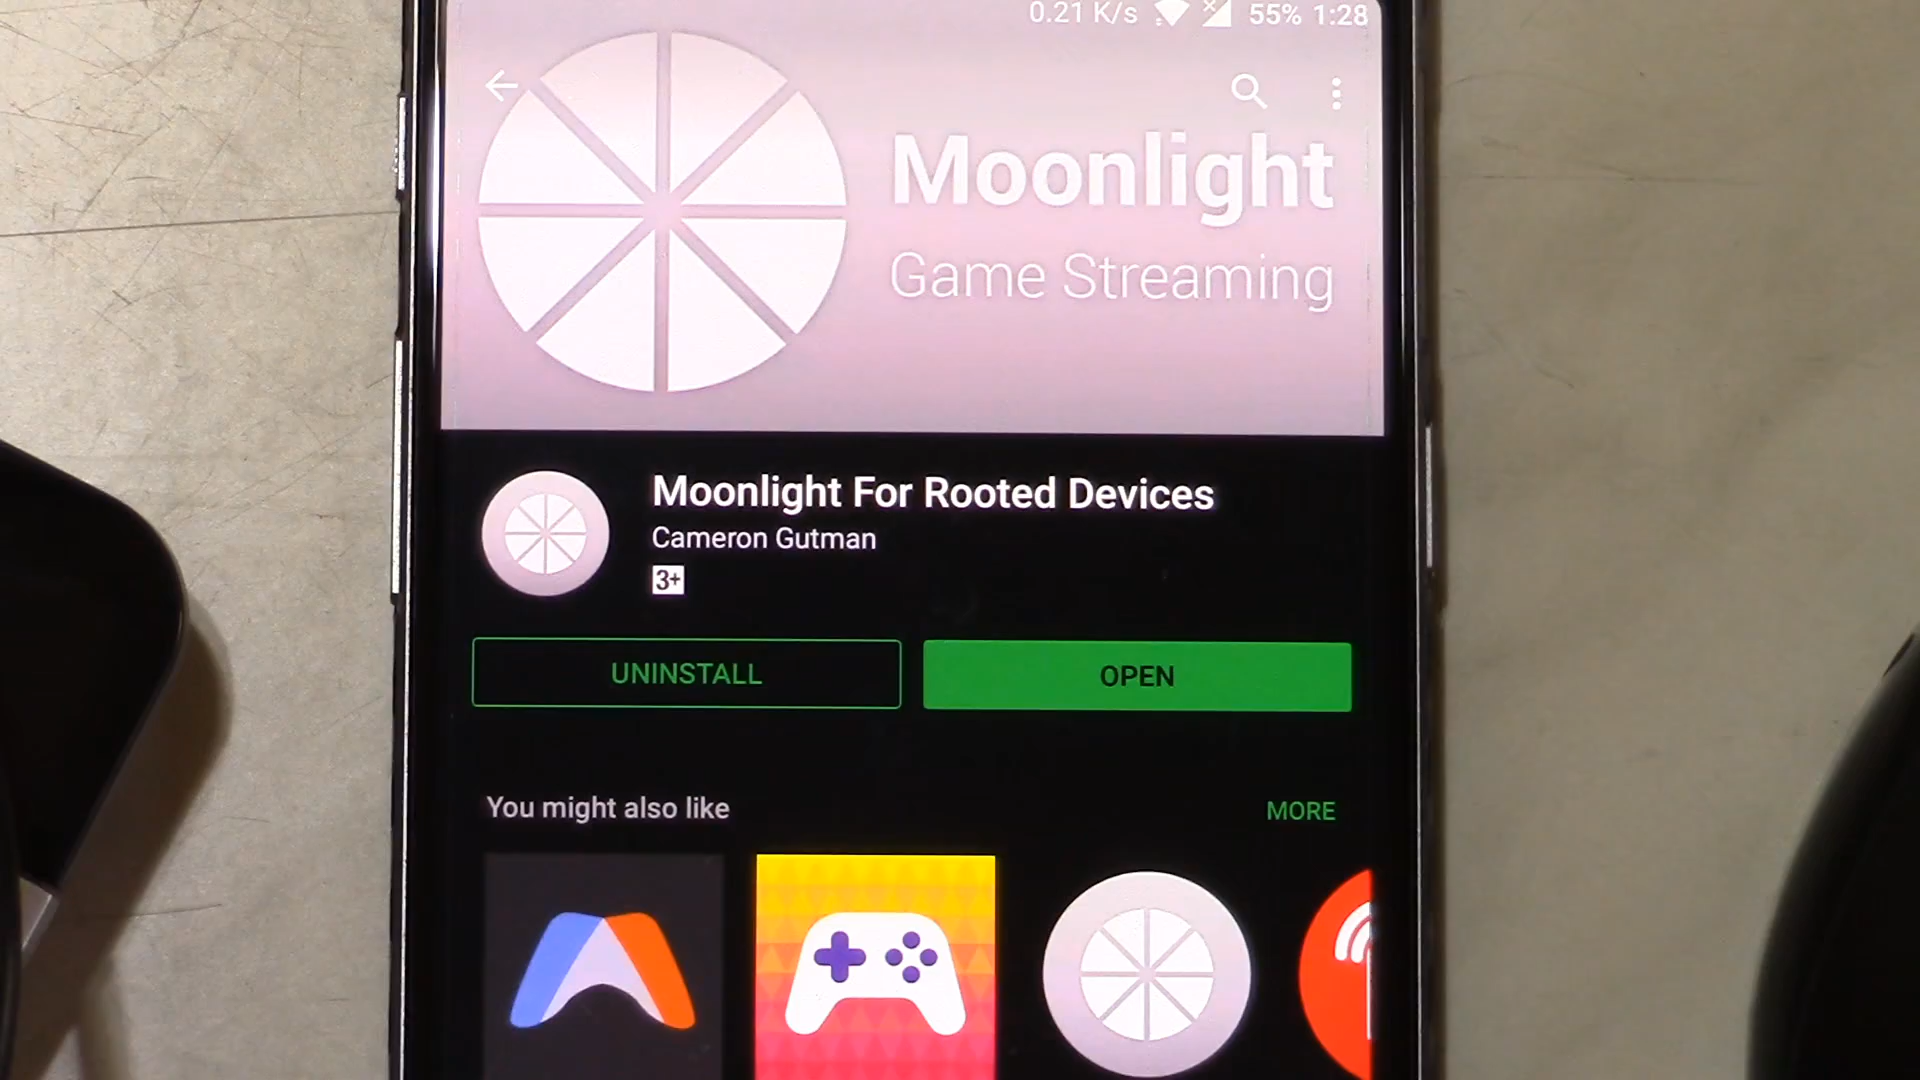 0.21 K/s 55% 1:28
Moonlight
Game Streaming
Moonlight For Rooted Devices
Cameron Gutman
3+
UNINSTALL
OPEN
You might also like
MORE